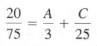 20/75 = A/3 + C/25